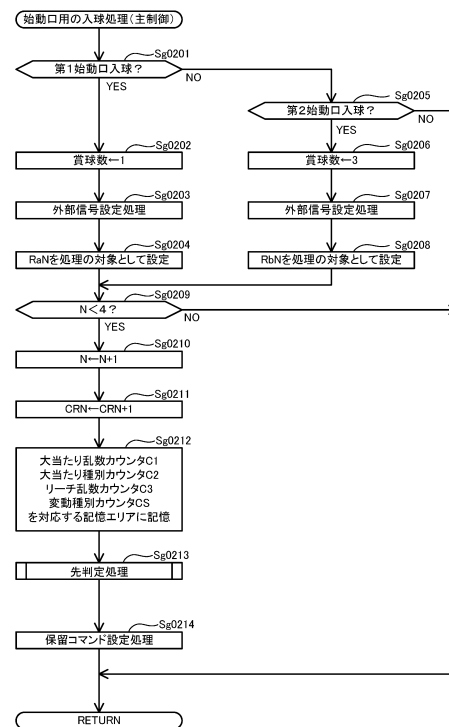 始動口用の入球処理(主制御)
Sg0201
第1始動口入球?
NO
YES
Sg0205
第2始動口入球?
NO
YES
Sg0202
賞球数←1
Sg0206
賞球数←3
Sg0203
外部信号設定処理
Sg0207
外部信号設定処理
Sg0204
RaNを処理の対象として設定
Sg0208
RbNを処理の対象として設定
Sg0209
N<4?
NO
YES
Sg0210
N←N+1
Sg0211
CRN←CRN+1
Sg0212
大当たり乱数カウンタC1
大当たり種別カウンタC2
リーチ乱数カウンタC3
変動種別カウンタCS
を対応する記憶エリアに記憶
Sg0213
先判定処理
Sg0214
保留コマンド設定処理
RETURN